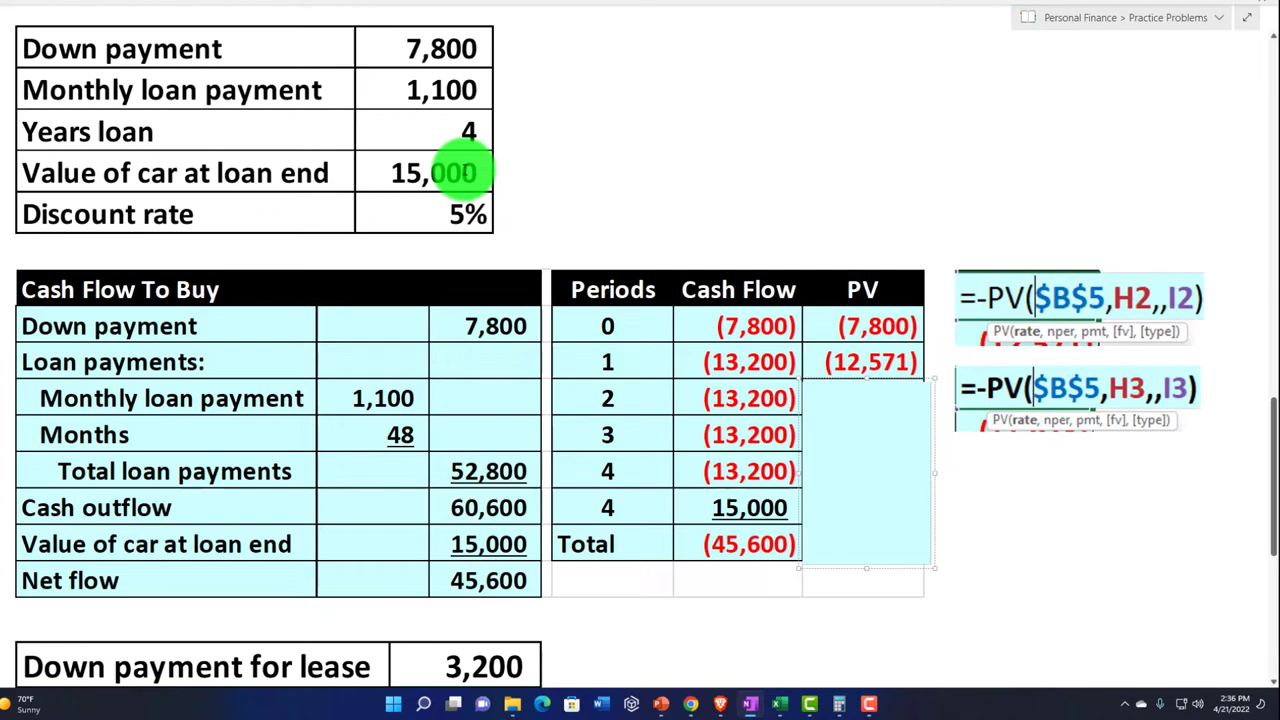 Personal Finance > Practice Problems
Down payment 7,800
Monthly loan payment 1,100
Years loan 4
Value of car at loan end 15,000
Discount rate 5%
Cash Flow To Buy
Down payment 7,800
Loan payments:
Monthly loan payment 1,100
Months 48
Total loan payments 52,800
Cash outflow 60,600
Value of car at loan end 15,000
Net flow 45,600
Periods Cash Flow PV
0 (7,800) (7,800)
1 (13,200) (12,571)
2 (13,200)
3 (13,200)
4 (13,200)
4 15,000
Total (45,600)
=-PV($B$5,H2,,I2)
PV(rate, nper, pmt, [fv], [type])
=-PV($B$5,H3,,I3)
PV(rate, nper, pmt, [fv], [type])
Down payment for lease 3,200
70°F
Sunny
2:36 PM
4/21/2022